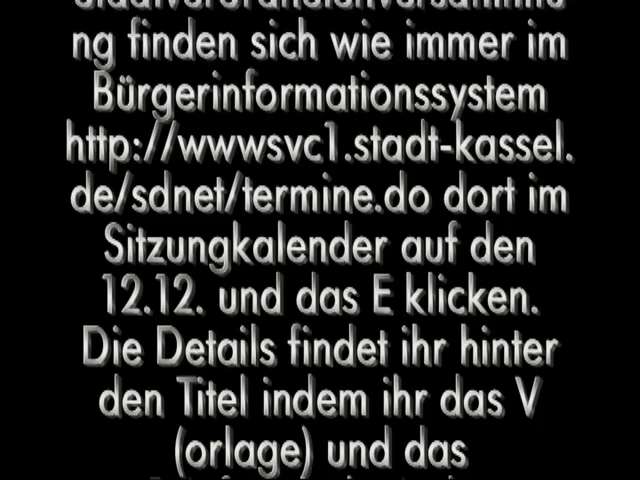 Stadtverordnetenversammlu
ng finden sich wie immer im
Bürgerinformationssystem
http://wwwsvc1.stadt-kassel.
de/sdnet/termine.do dort im
Sitzungkalender auf den
12.12. und das E klicken.
Die Details findet ihr hinter
den Titel indem ihr das V
(orlage) und das